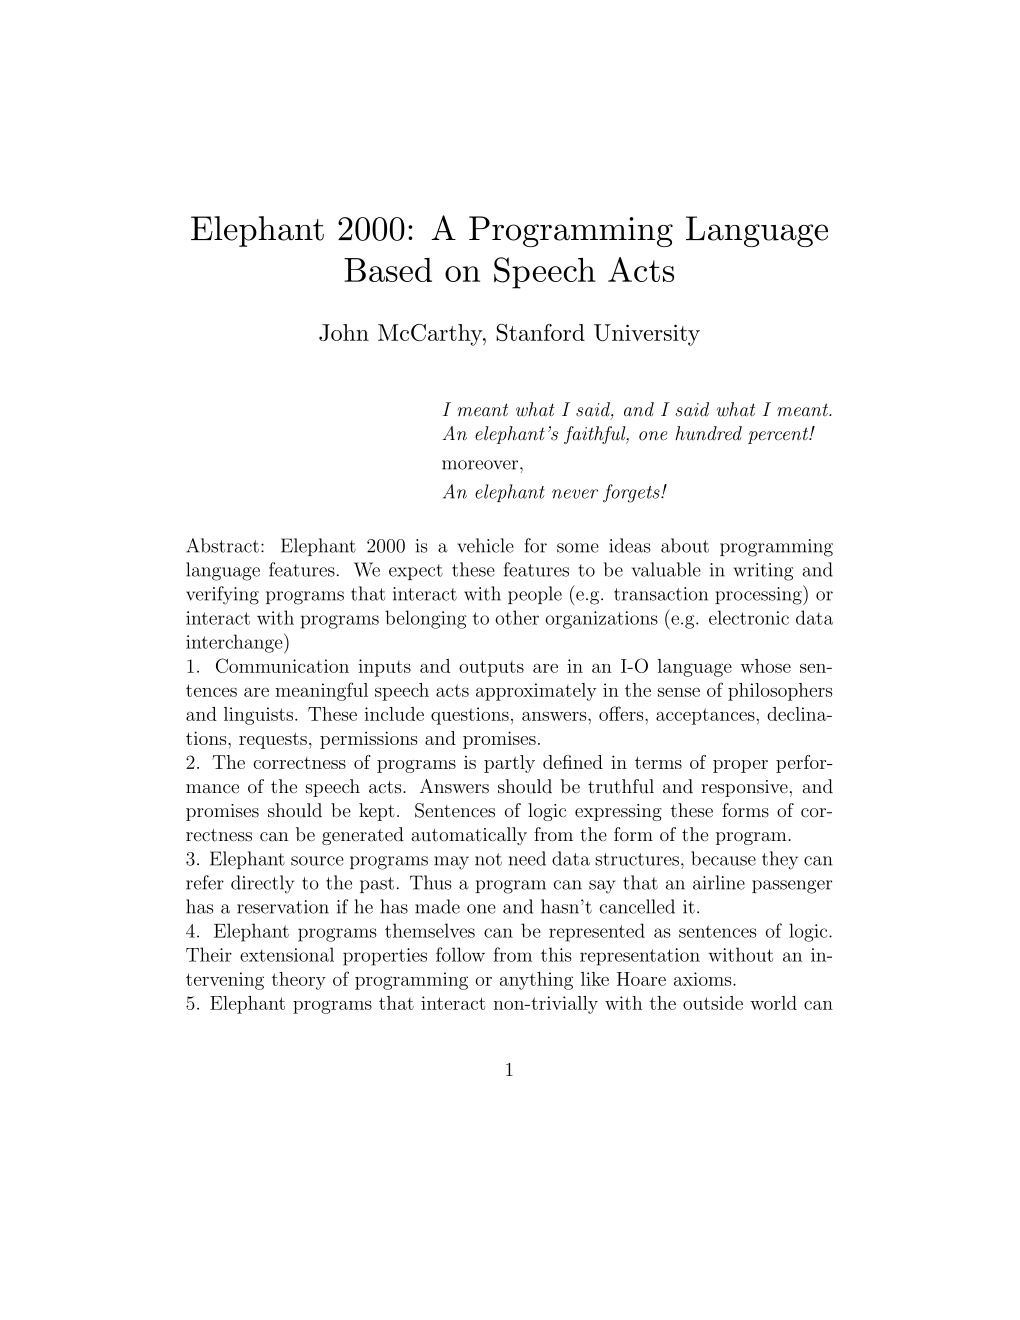 Elephant 2000: A Programming Language
Based on Speech Acts
John McCarthy, Stanford University
I meant what I said, and I said what I meant.
An elephant's faithful, one hundred percent!
moreover,
An elephant never forgets!
Abstract: Elephant 2000 is a vehicle for some ideas about programming
language features. We expect these features to be valuable in writing and
verifying programs that interact with people (e.g. transaction processing) or
interact with programs belonging to other organizations (e.g. electronic data
interchange)
1. Communication inputs and outputs are in an I-O language whose sen-
tences are meaningful speech acts approximately in the sense of philosophers
and linguists. These include questions, answers, offers, acceptances, declina-
tions, requests, permissions and promises.
2. The correctness of programs is partly defined in terms of proper perfor-
mance of the speech acts. Answers should be truthful and responsive, and
promises should be kept. Sentences of logic expressing these forms of cor-
rectness can be generated automatically from the form of the program.
3. Elephant source programs may not need data structures, because they can
refer directly to the past. Thus a program can say that an airline passenger
has a reservation if he has made one and hasn't cancelled it.
4. Elephant programs themselves can be represented as sentences of logic.
Their extensional properties follow from this representation without an in-
tervening theory of programming or anything like Hoare axioms.
5. Elephant programs that interact non-trivially with the outside world can
1